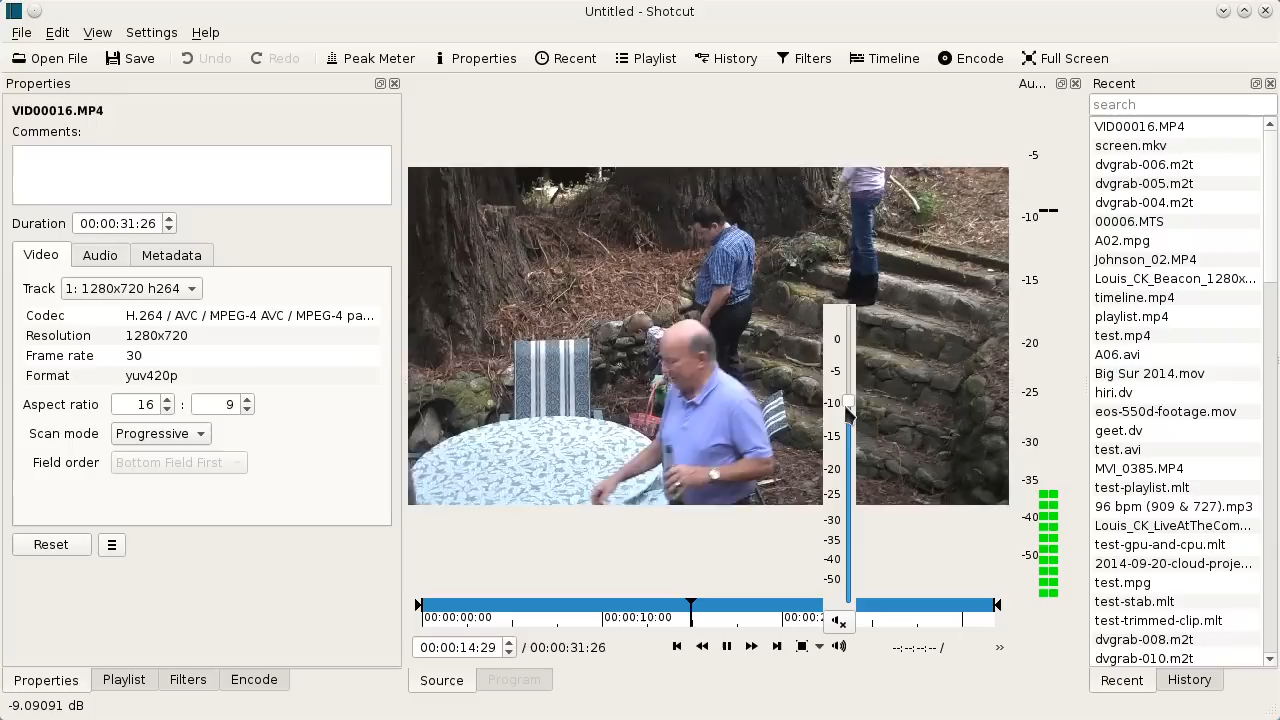 Untitled - Shotcut
File Edit View Settings Help
Open File Save Undo Redo Peak Meter Properties Recent Playlist History Filters Timeline Encode Full Screen
Properties
VID00016.MP4
Comments:
Duration 00:00:31:26
Video Audio Metadata
Track 1: 1280x720 h264
Codec H.264 / AVC / MPEG-4 AVC / MPEG-4 pa...
Resolution 1280x720
Frame rate 30
Format yuv420p
Aspect ratio 16 : 9
Scan mode Progressive
Field order Bottom Field First
Reset
Properties Playlist Filters Encode
-9.09091 dB
0
-5
-10
-15
-20
-25
-30
-35
-40
-50
00:00:00:00 00:00:10:00 00:00:2
00:00:14:29 / 00:00:31:26 --:--:--:-- / »
Source Program
Au...
-5
-10
-15
-20
-25
-30
-35
-40
-50
Recent
search
VID00016.MP4
screen.mkv
dvgrab-006.m2t
dvgrab-005.m2t
dvgrab-004.m2t
00006.MTS
A02.mpg
Johnson_02.MP4
Louis_CK_Beacon_1280x...
timeline.mp4
playlist.mp4
test.mp4
A06.avi
Big Sur 2014.mov
hiri.dv
eos-550d-footage.mov
geet.dv
test.avi
MVI_0385.MP4
test-playlist.mlt
96 bpm (909 & 727).mp3
Louis_CK_LiveAtTheCom...
test-gpu-and-cpu.mlt
2014-09-20-cloud-proje...
test.mpg
test-stab.mlt
test-trimmed-clip.mlt
dvgrab-008.m2t
dvgrab-010.m2t
Recent History